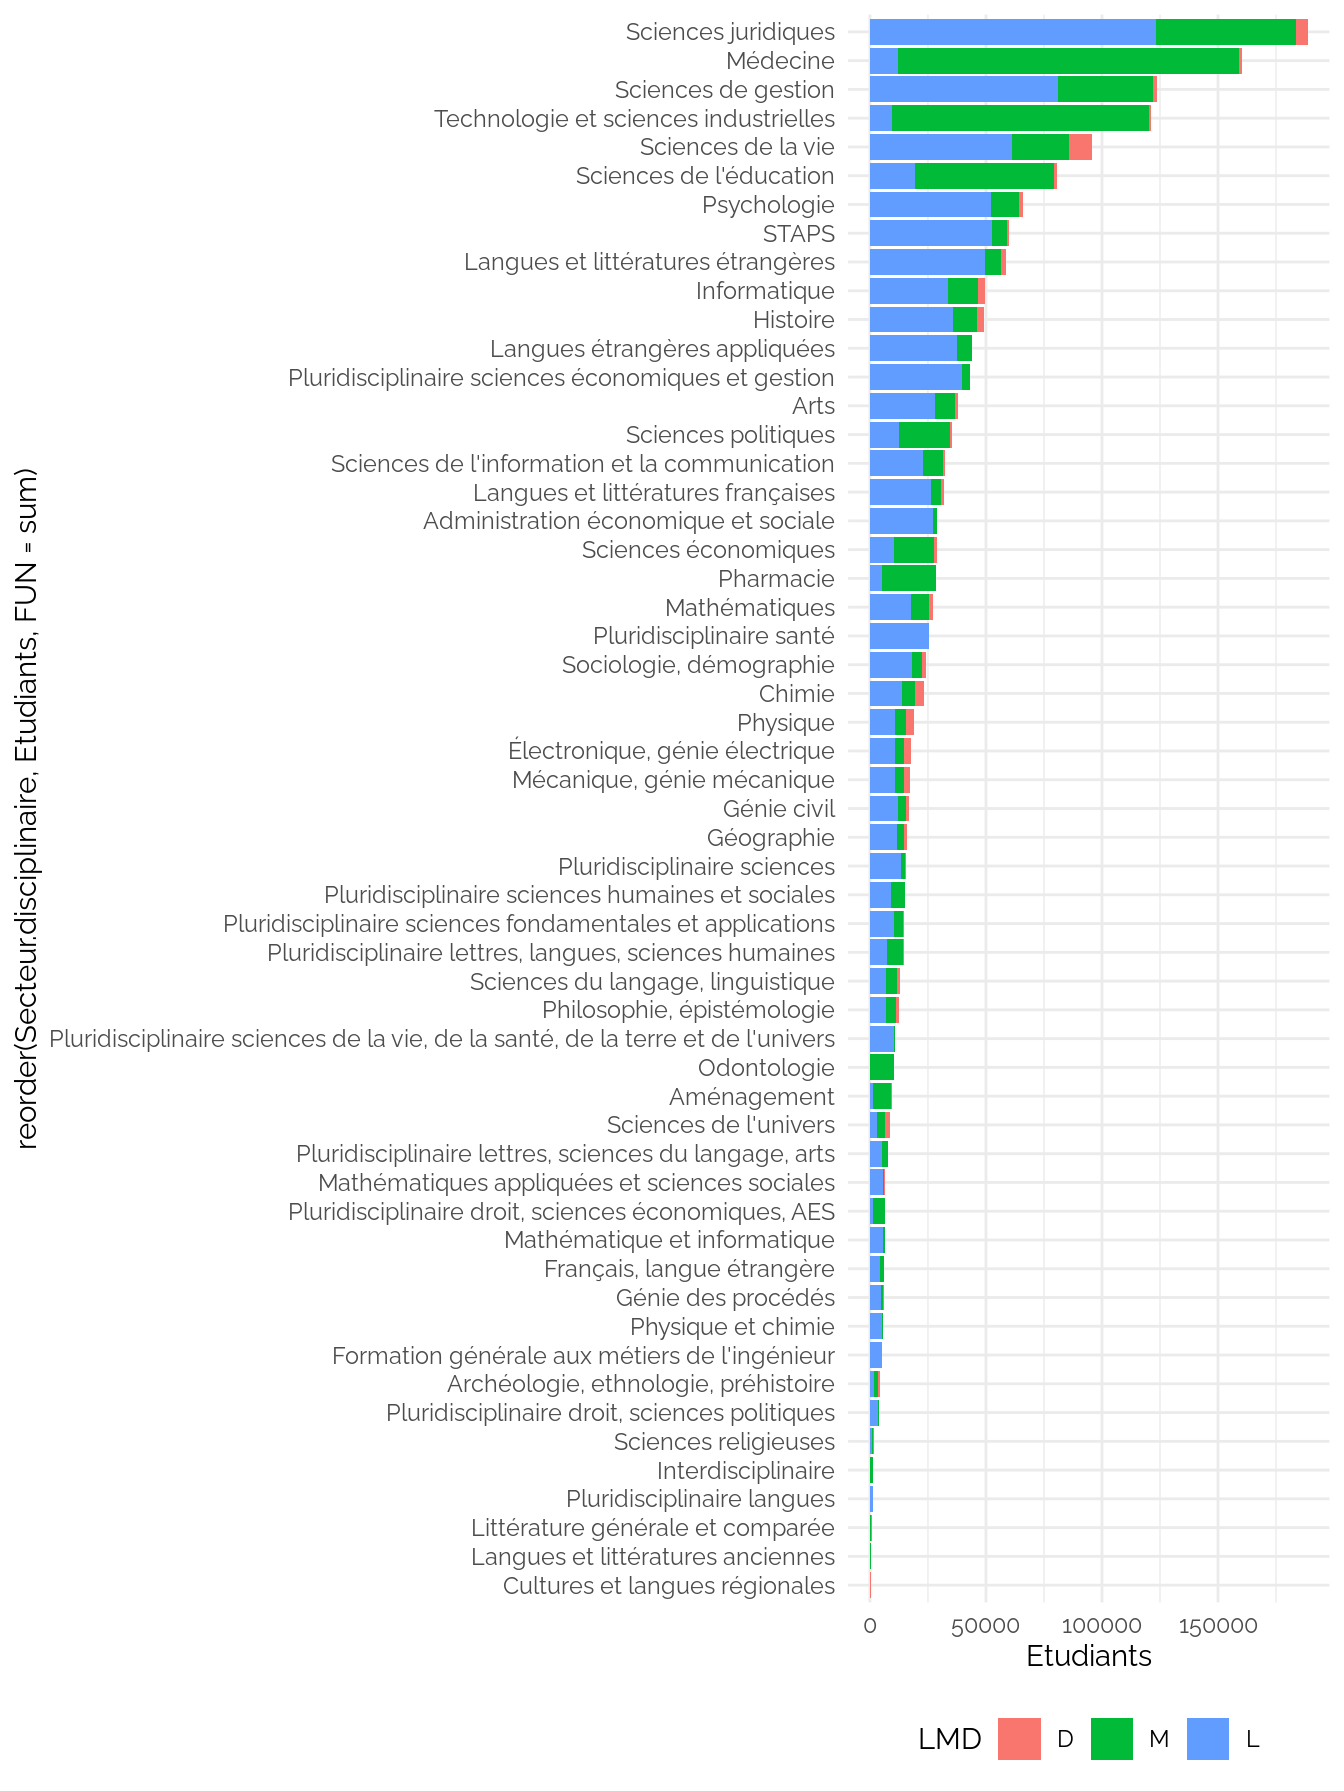 reorder(Secteur.disciplinaire, Etudiants, FUN = sum)
Sciences juridiques
Médecine
Sciences de gestion
Technologie et sciences industrielles
Sciences de la vie
Sciences de l'éducation
Psychologie
STAPS
Langues et littératures étrangères
Informatique
Histoire
Langues étrangères appliquées
Pluridisciplinaire sciences économiques et gestion
Arts
Sciences politiques
Sciences de l'information et la communication
Langues et littératures françaises
Administration économique et sociale
Sciences économiques
Pharmacie
Mathématiques
Pluridisciplinaire santé
Sociologie, démographie
Chimie
Physique
Électronique, génie électrique
Mécanique, génie mécanique
Génie civil
Géographie
Pluridisciplinaire sciences
Pluridisciplinaire sciences humaines et sociales
Pluridisciplinaire sciences fondamentales et applications
Pluridisciplinaire lettres, langues, sciences humaines
Sciences du langage, linguistique
Philosophie, épistémologie
Pluridisciplinaire sciences de la vie, de la santé, de la terre et de l'univers
Odontologie
Aménagement
Sciences de l'univers
Pluridisciplinaire lettres, sciences du langage, arts
Mathématiques appliquées et sciences sociales
Pluridisciplinaire droit, sciences économiques, AES
Mathématique et informatique
Français, langue étrangère
Génie des procédés
Physique et chimie
Formation générale aux métiers de l'ingénieur
Archéologie, ethnologie, préhistoire
Pluridisciplinaire droit, sciences politiques
Sciences religieuses
Interdisciplinaire
Pluridisciplinaire langues
Littérature générale et comparée
Langues et littératures anciennes
Cultures et langues régionales
0 50000 100000 150000
Etudiants
LMD D M L